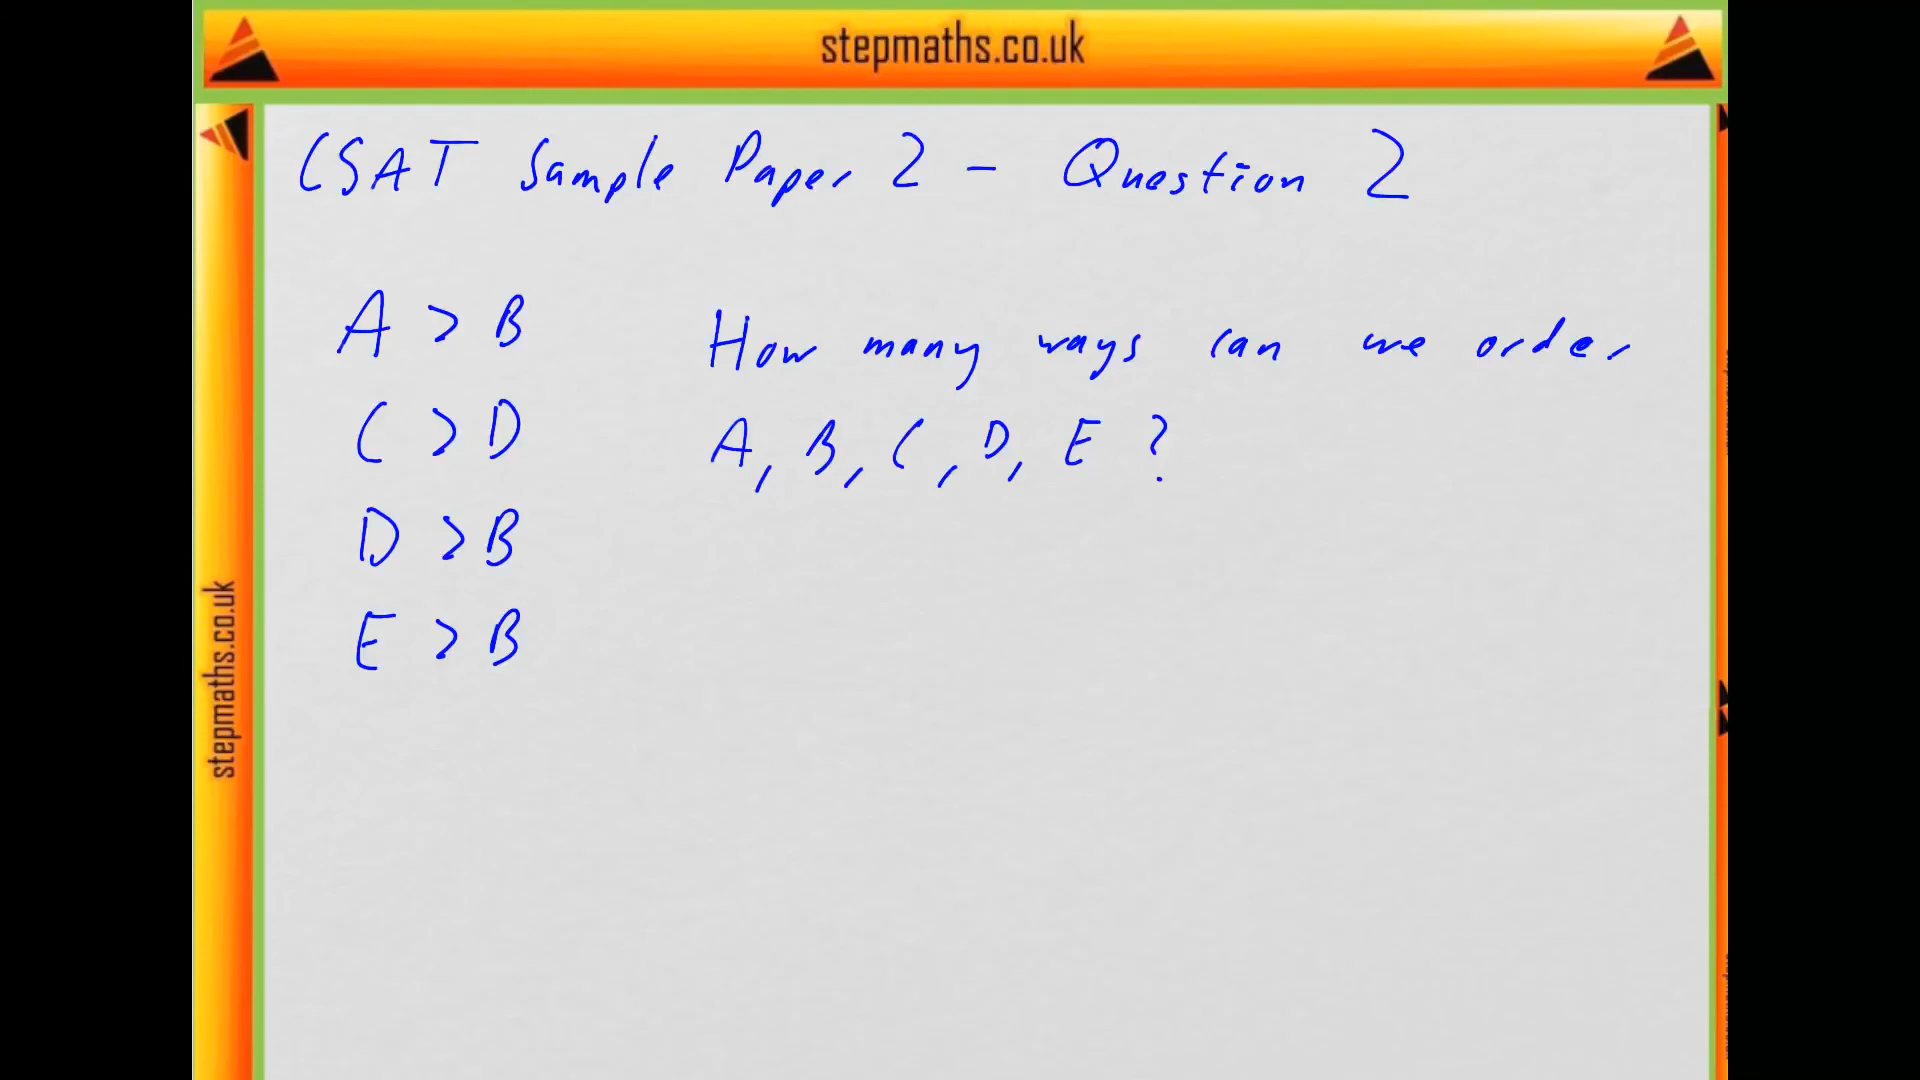 stepmaths.co.uk
CSAT Sample Paper 2 - Question 2
A > B
C > D
D > B
E > B
How many ways can we order
A, B, C, D, E ?
stepmaths.co.uk